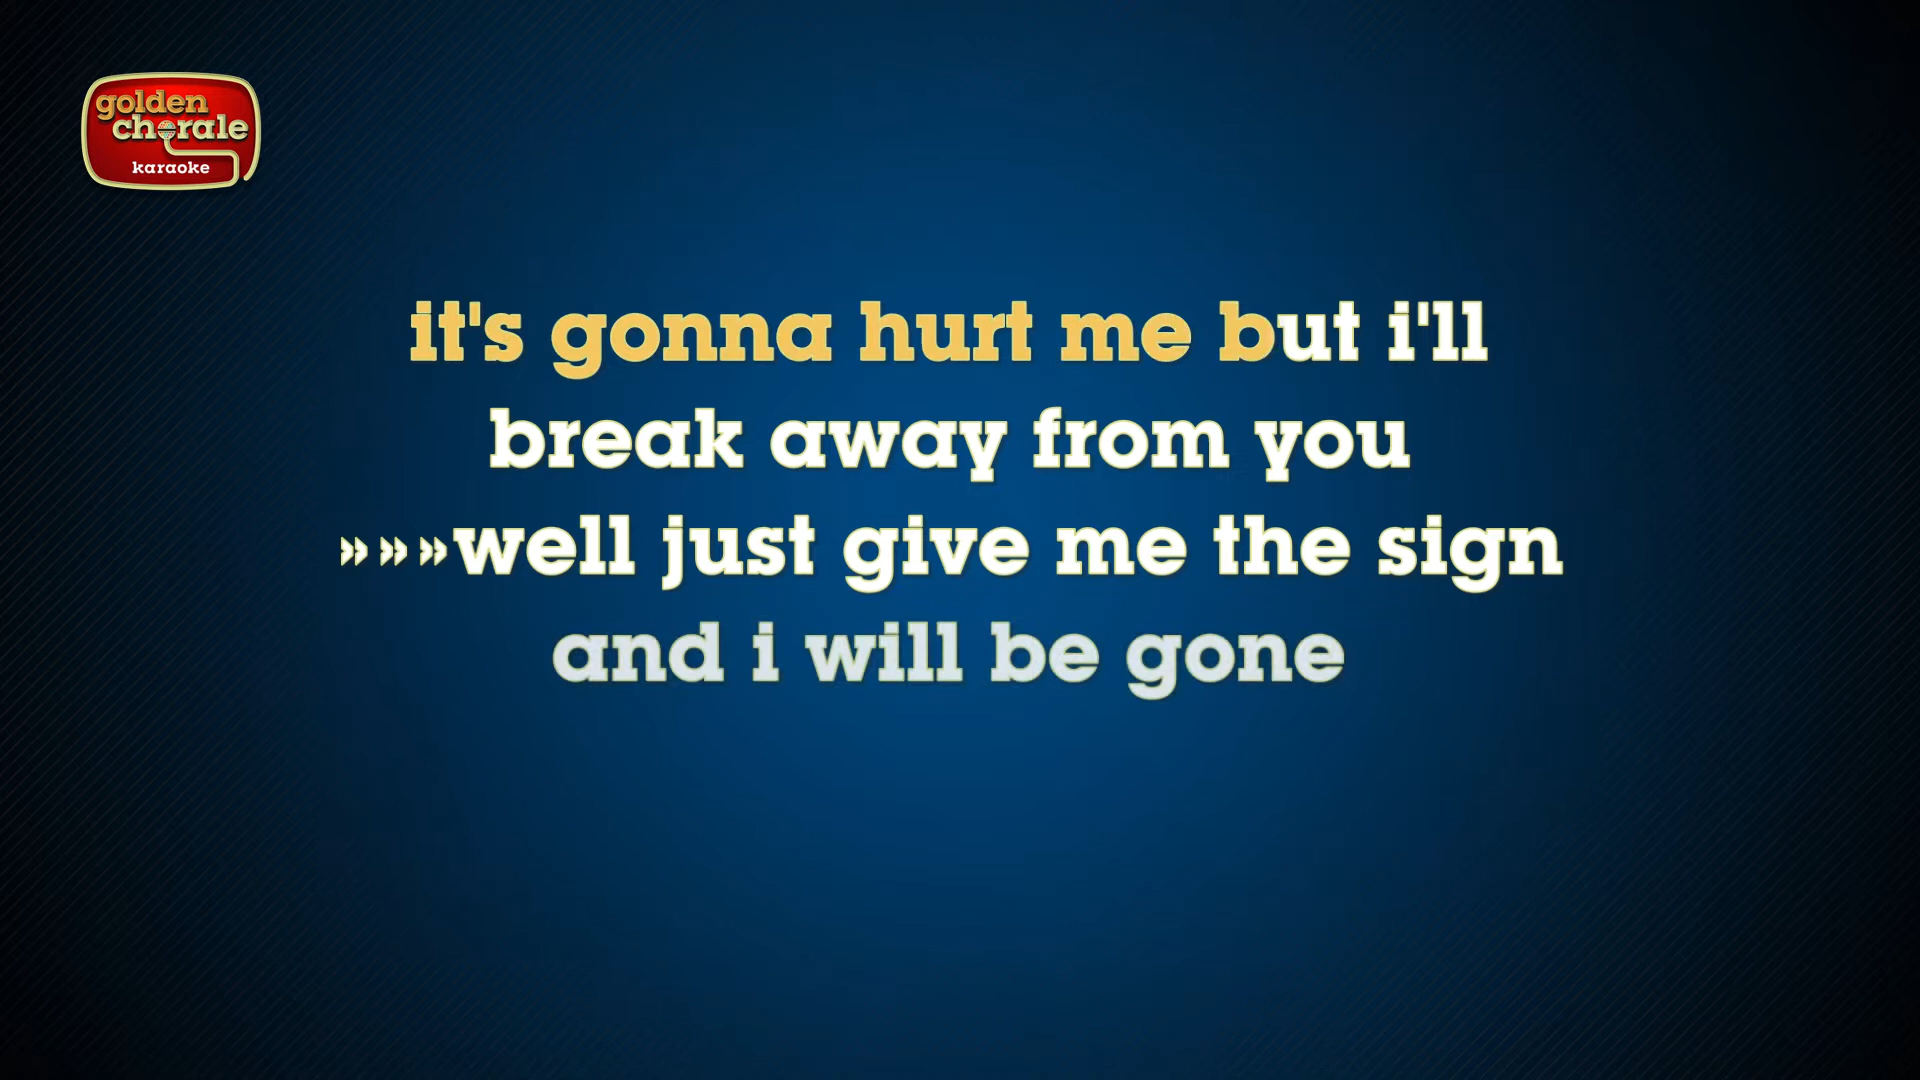 golden
chorale
karaoke
it's gonna hurt me but i'll
break away from you
»»»well just give me the sign
and i will be gone